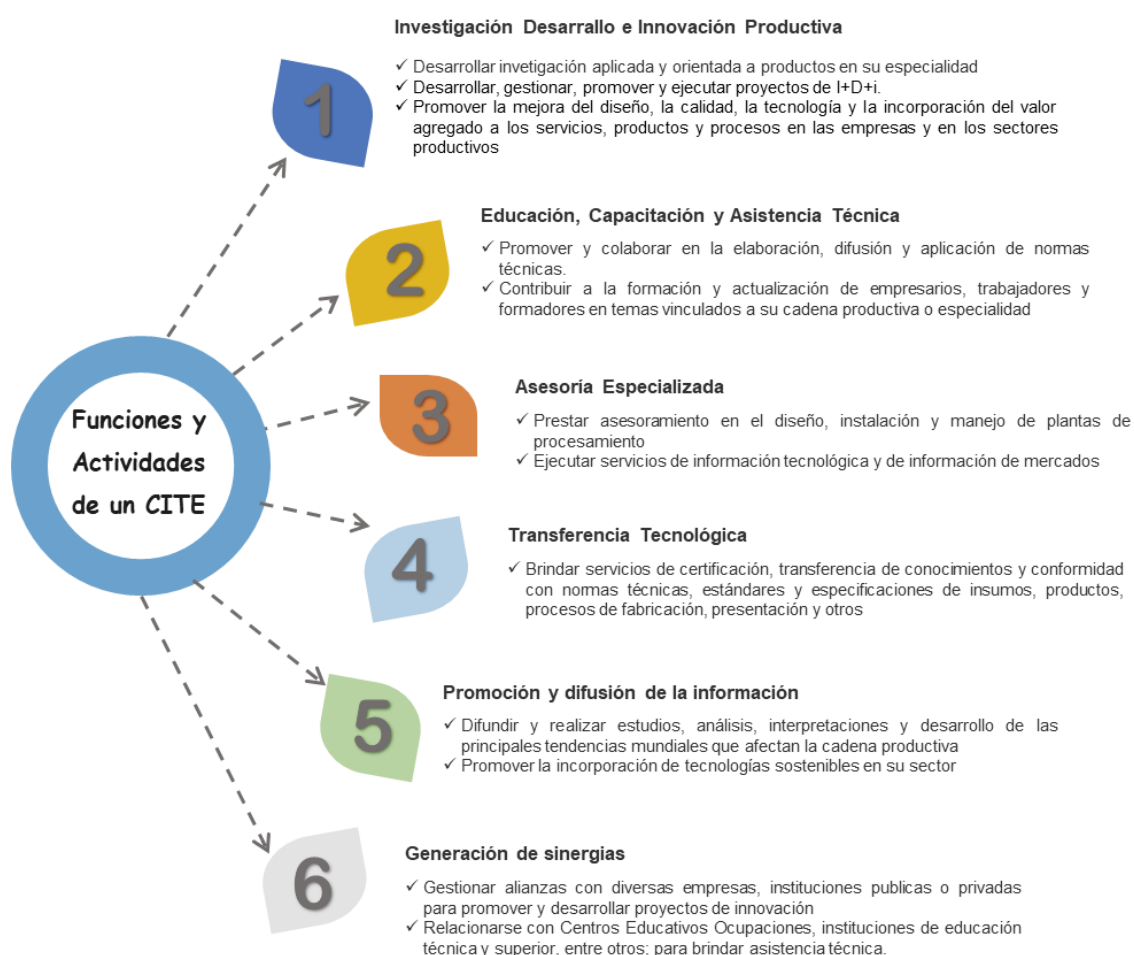 Investigación Desarrallo e Innovación Productiva
1
✓ Desarrollar invetigación aplicada y orientada a productos en su especialidad
✓ Desarrollar, gestionar, promover y ejecutar proyectos de I+D+i.
✓ Promover la mejora del diseño, la calidad, la tecnología y la incorporación del valor
agregado a los servicios, productos y procesos en las empresas y en los sectores
productivos
Educación, Capacitación y Asistencia Técnica
2
✓ Promover y colaborar en la elaboración, difusión y aplicación de normas
técnicas.
✓ Contribuir a la formación y actualización de empresarios, trabajadores y
formadores en temas vinculados a su cadena productiva o especialidad
Funciones y
Actividades
de un CITE
Asesoría Especializada
3
✓ Prestar asesoramiento en el diseño, instalación y manejo de plantas de
procesamiento
✓ Ejecutar servicios de información tecnológica y de información de mercados
Transferencia Tecnológica
4
✓ Brindar servicios de certificación, transferencia de conocimientos y conformidad
con normas técnicas, estándares y especificaciones de insumos, productos,
procesos de fabricación, presentación y otros
Promoción y difusión de la información
5
✓ Difundir y realizar estudios, análisis, interpretaciones y desarrollo de las
principales tendencias mundiales que afectan la cadena productiva
✓ Promover la incorporación de tecnologías sostenibles en su sector
Generación de sinergias
6
✓ Gestionar alianzas con diversas empresas, instituciones publicas o privadas
para promover y desarrollar proyectos de innovación
✓ Relacionarse con Centros Educativos Ocupaciones, instituciones de educación
técnica y superior, entre otros; para brindar asistencia técnica.